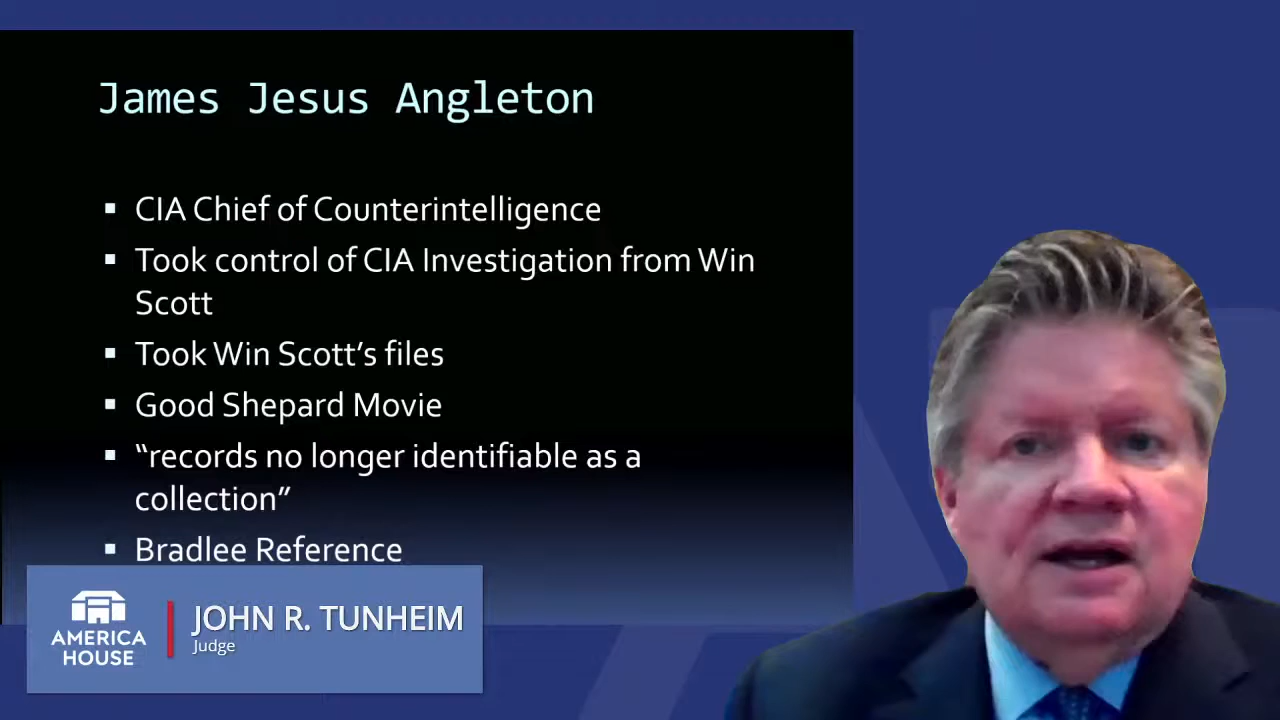 James Jesus Angleton
▪ CIA Chief of Counterintelligence
▪ Took control of CIA Investigation from Win
Scott
▪ Took Win Scott’s files
▪ Good Shepard Movie
▪ “records no longer identifiable as a
collection”
▪ Bradlee Reference
AMERICA
HOUSE
JOHN R. TUNHEIM
Judge